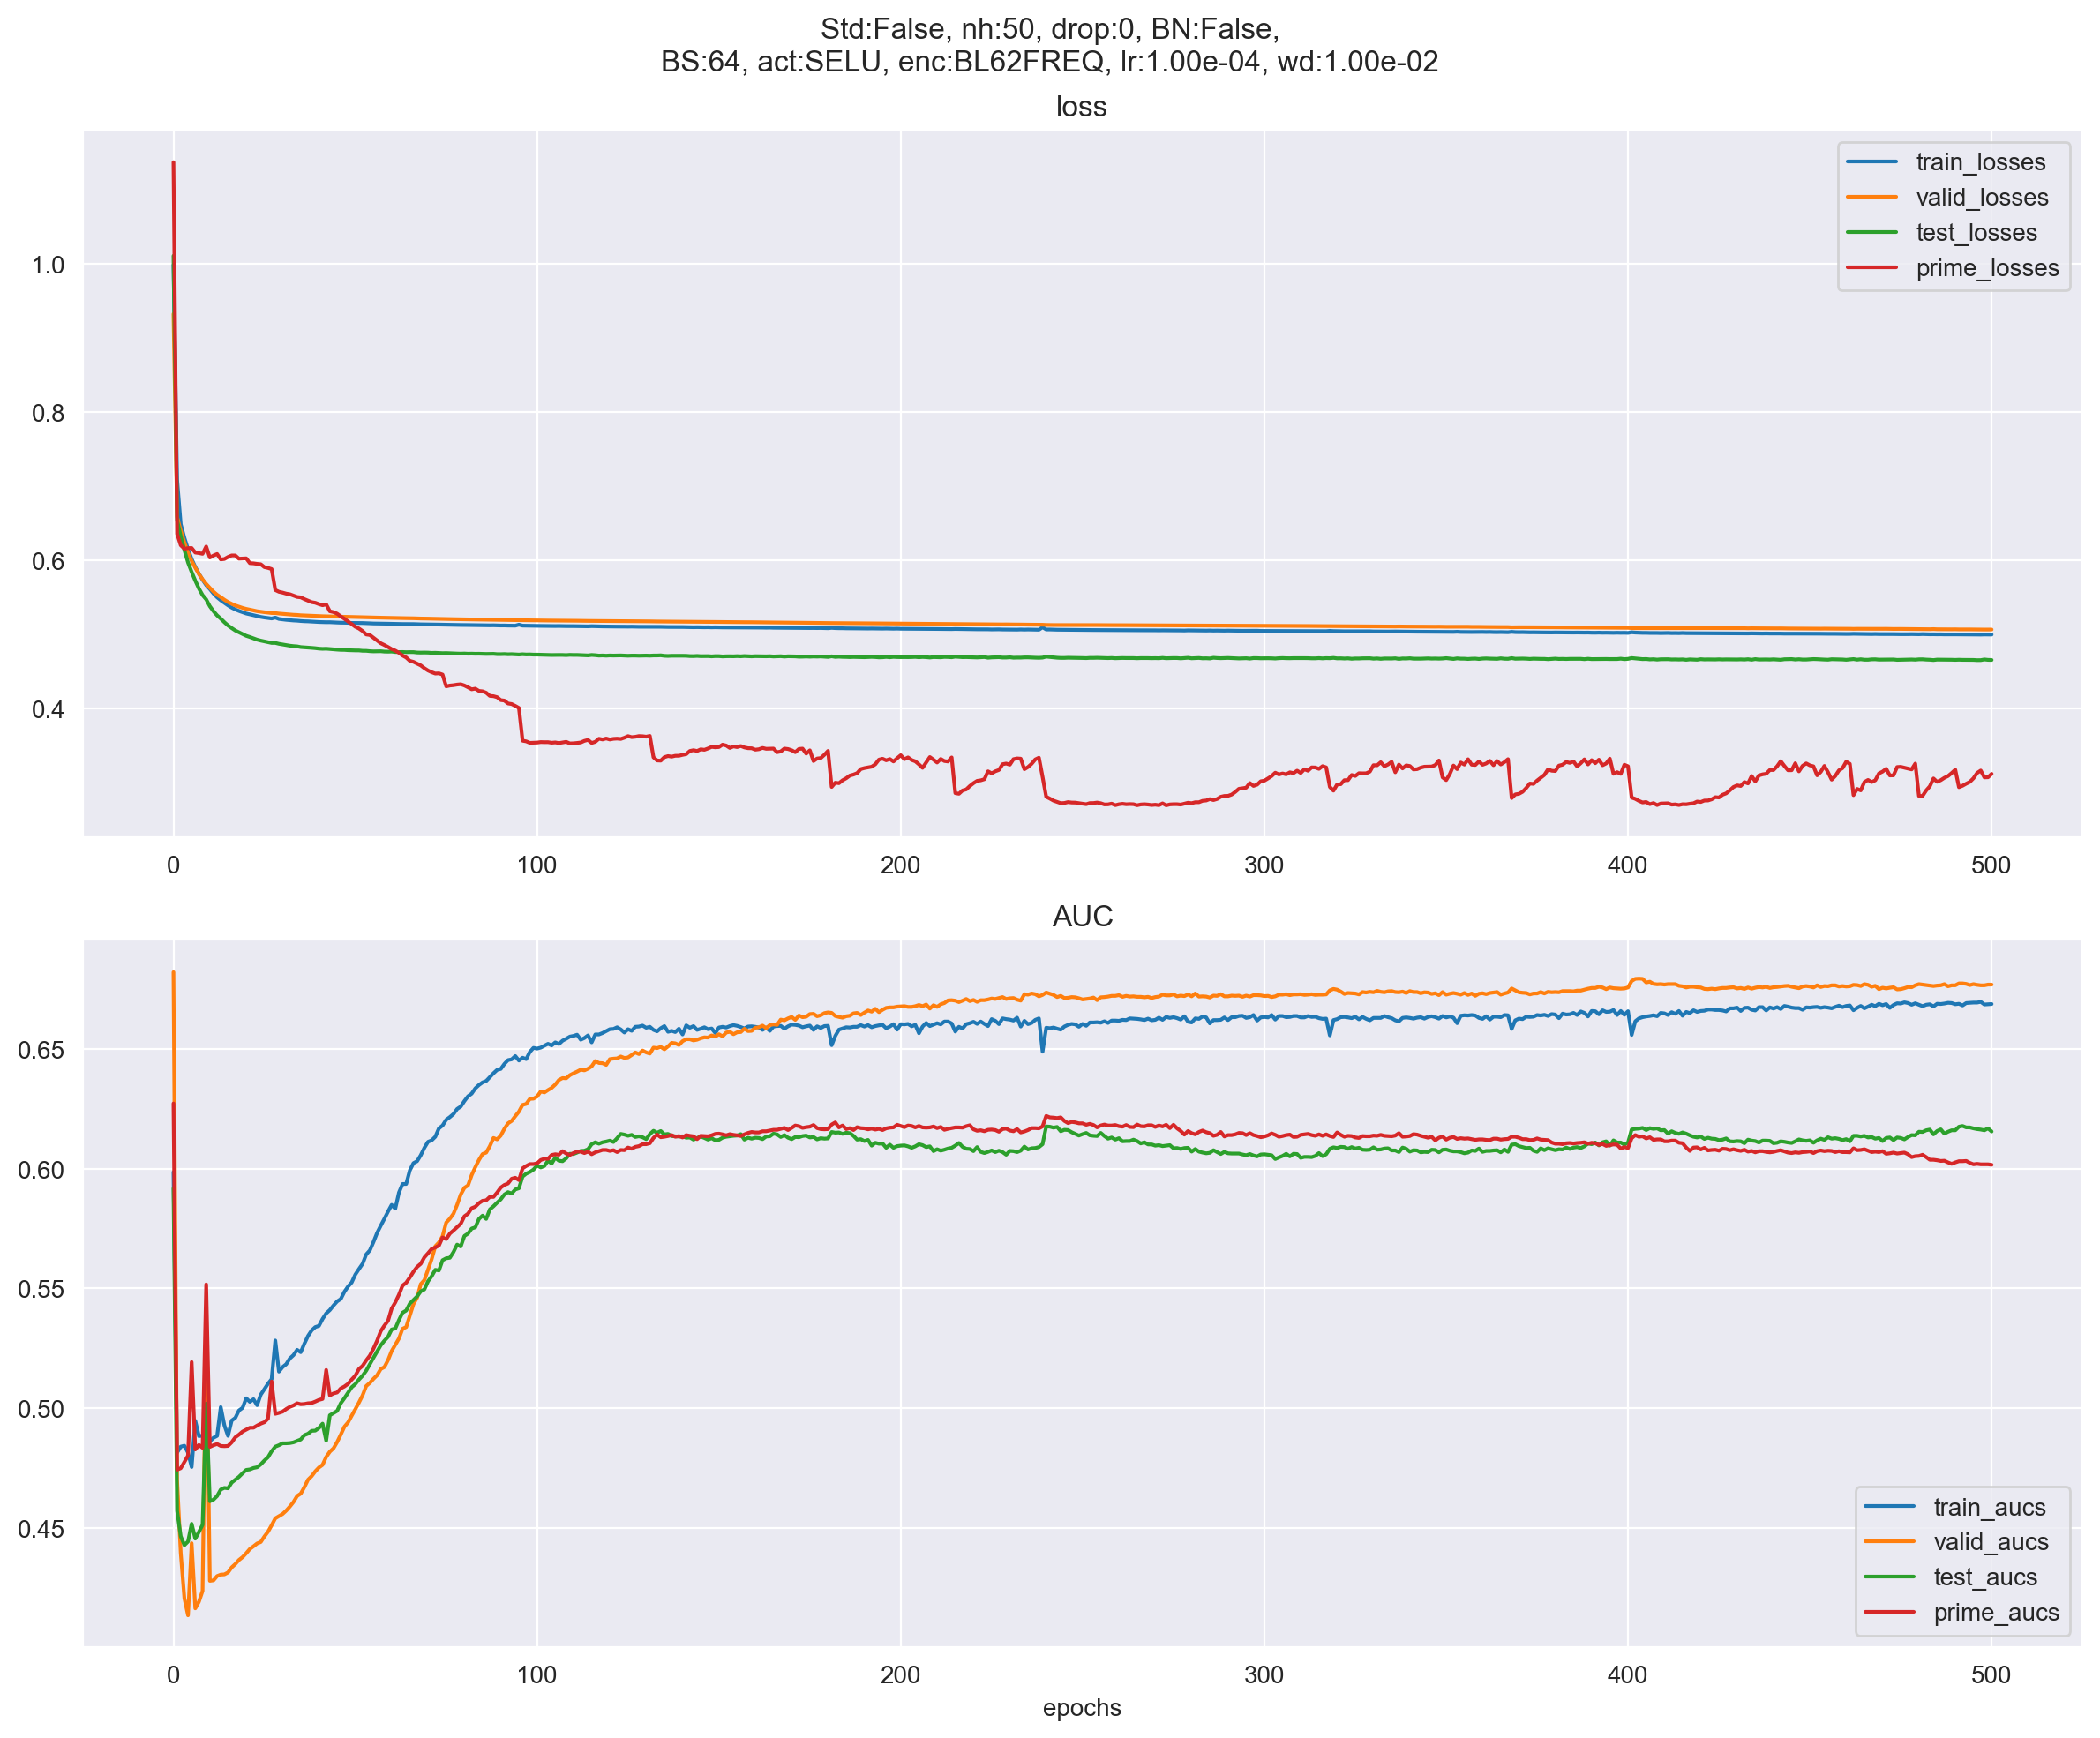 Std:False, nh:50, drop:0, BN:False,
BS:64, act:SELU, enc:BL62FREQ, lr:1.00e-04, wd:1.00e-02
loss
train_losses
valid_losses
test_losses
prime_losses
1.0
0.8
0.6
0.4
0 100 200 300 400 500
AUC
0.65
0.60
0.55
0.50
0.45
train_aucs
valid_aucs
test_aucs
prime_aucs
0 100 200 300 400 500
epochs